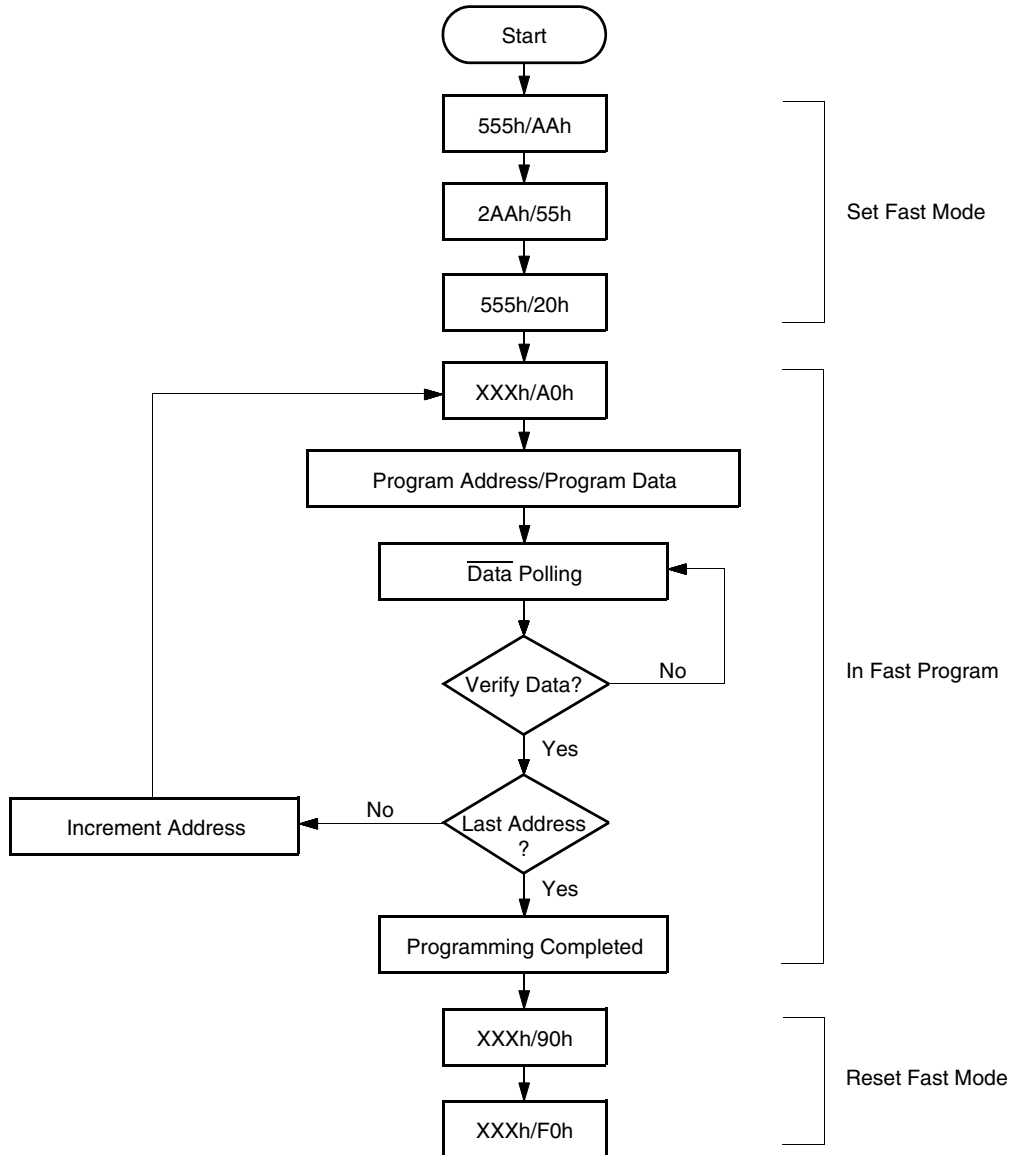 Start
555h/AAh
2AAh/55h
Set Fast Mode
555h/20h
XXXh/A0h
Program Address/Program Data
Data Polling
Verify Data?
No
In Fast Program
Yes
Increment Address
No
Last Address
?
Yes
Programming Completed
XXXh/90h
Reset Fast Mode
XXXh/F0h